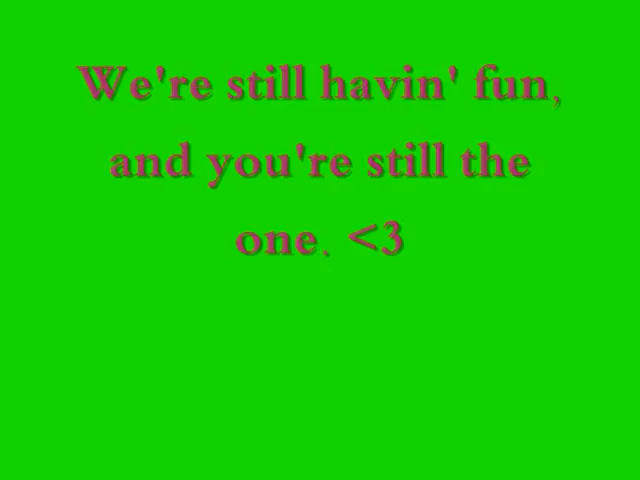 We're still havin' fun,
and you're still the
one. <3